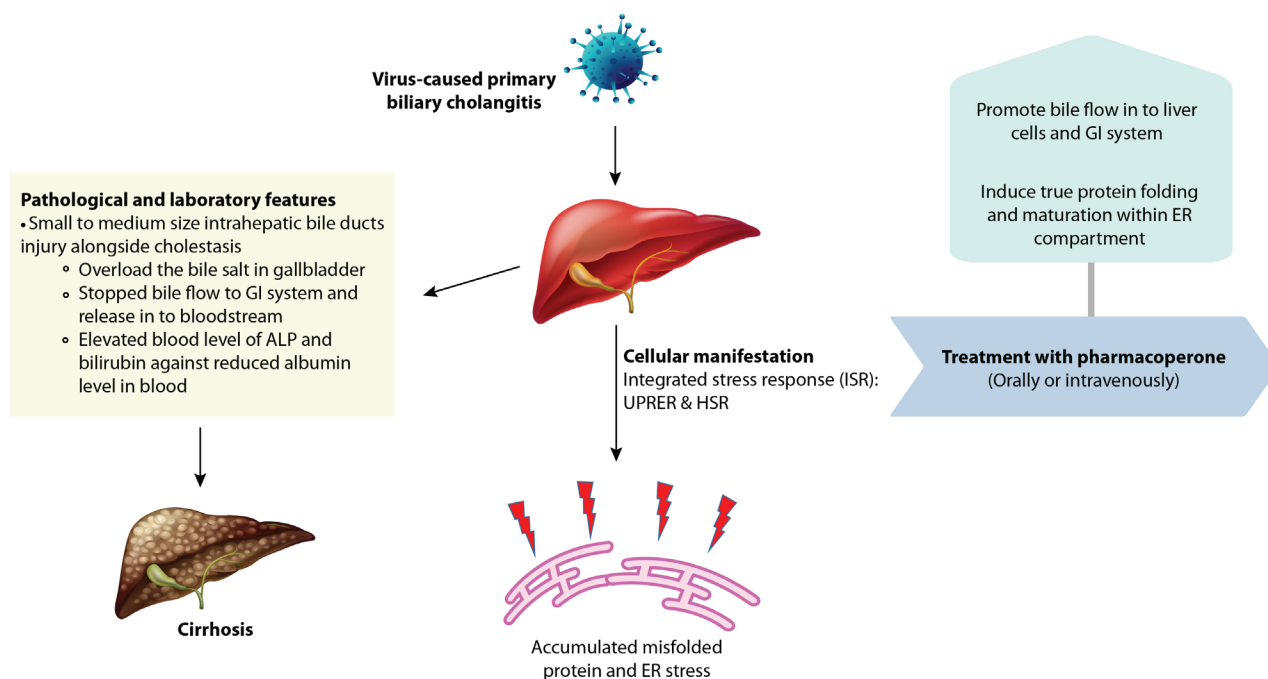 Virus-caused primary
biliary cholangitis
Pathological and laboratory features
• Small to medium size intrahepatic bile ducts
injury alongside cholestasis
Overload the bile salt in gallbladder
Stopped bile flow to GI system and
release in to bloodstream
Elevated blood level of ALP and
bilirubin against reduced albumin
level in blood
Cirrhosis
Cellular manifestation
Integrated stress response (ISR):
UPRER & HSR
Accumulated misfolded
protein and ER stress
Promote bile flow in to liver
cells and GI system
Induce true protein folding
and maturation within ER
compartment
Treatment with pharmacoperone
(Orally or intravenously)